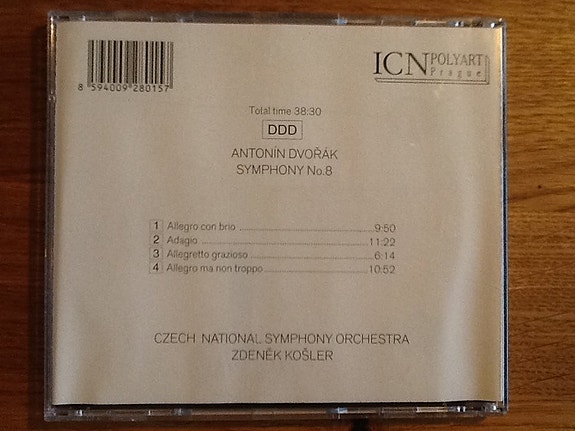 8 594009 280157
ICN POLYART
Prague
Total time 38:30
DDD
ANTONÍN DVOŘÁK
SYMPHONY No.8
1 Allegro con brio 9:50
2 Adagio 11:22
3 Allegretto grazioso 6:14
4 Allegro ma non troppo 10:52
CZECH NATIONAL SYMPHONY ORCHESTRA
ZDENĚK KOŠLER